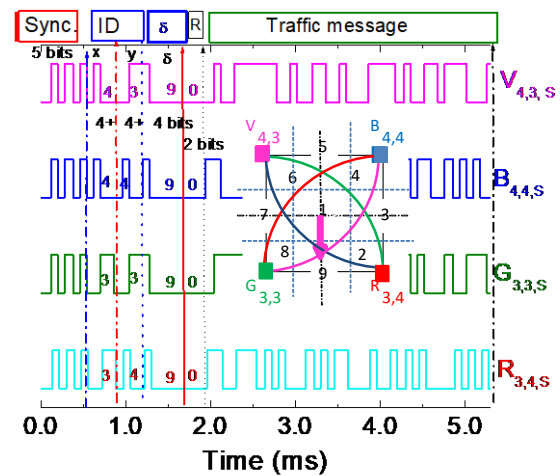 Sync. ID δ R Traffic message
5 bits x y δ
4 3 9 0 V4,3,S
4+ 4+ 4 bits
2 bits
4 4 9 0 B4,4,S
3 3 9 0 G3,3,S
3 4 9 0 R3,4,S
V 4,3
B 4,4
5
6 4
7 1 3
8 2
9
G 3,3
R 3,4
0.0 1.0 2.0 3.0 4.0 5.0
Time (ms)